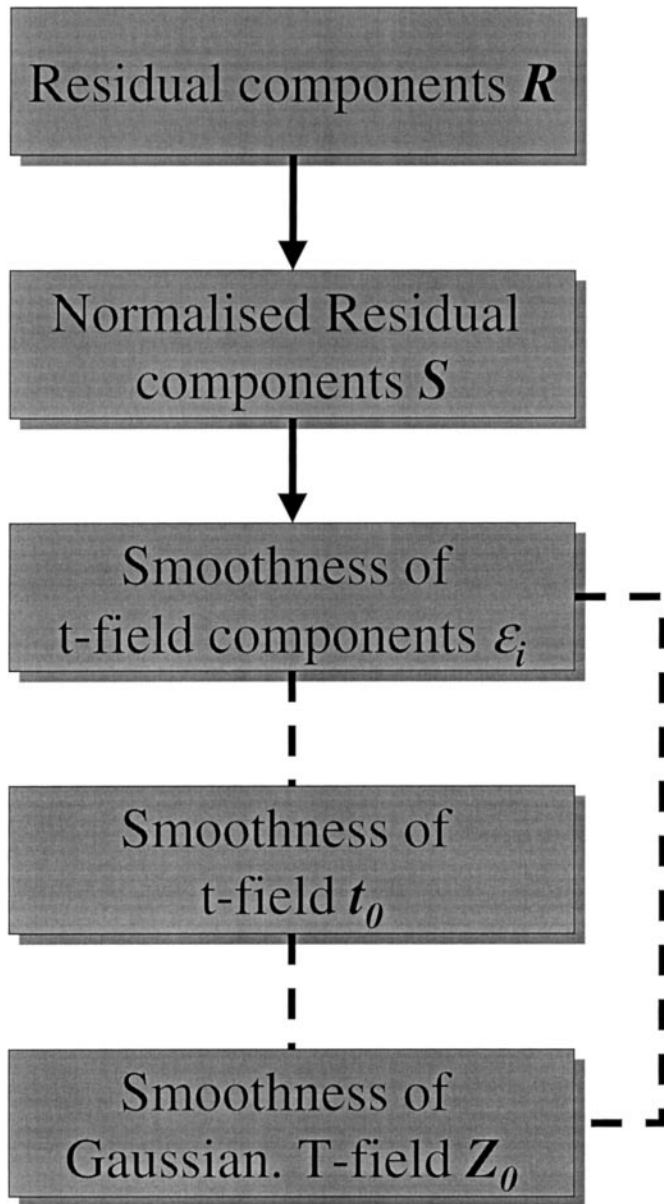 Residual components R
Normalised Residual
components S
Smoothness of
t-field components εi
Smoothness of
t-field t0
Smoothness of
Gaussian. T-field Z0